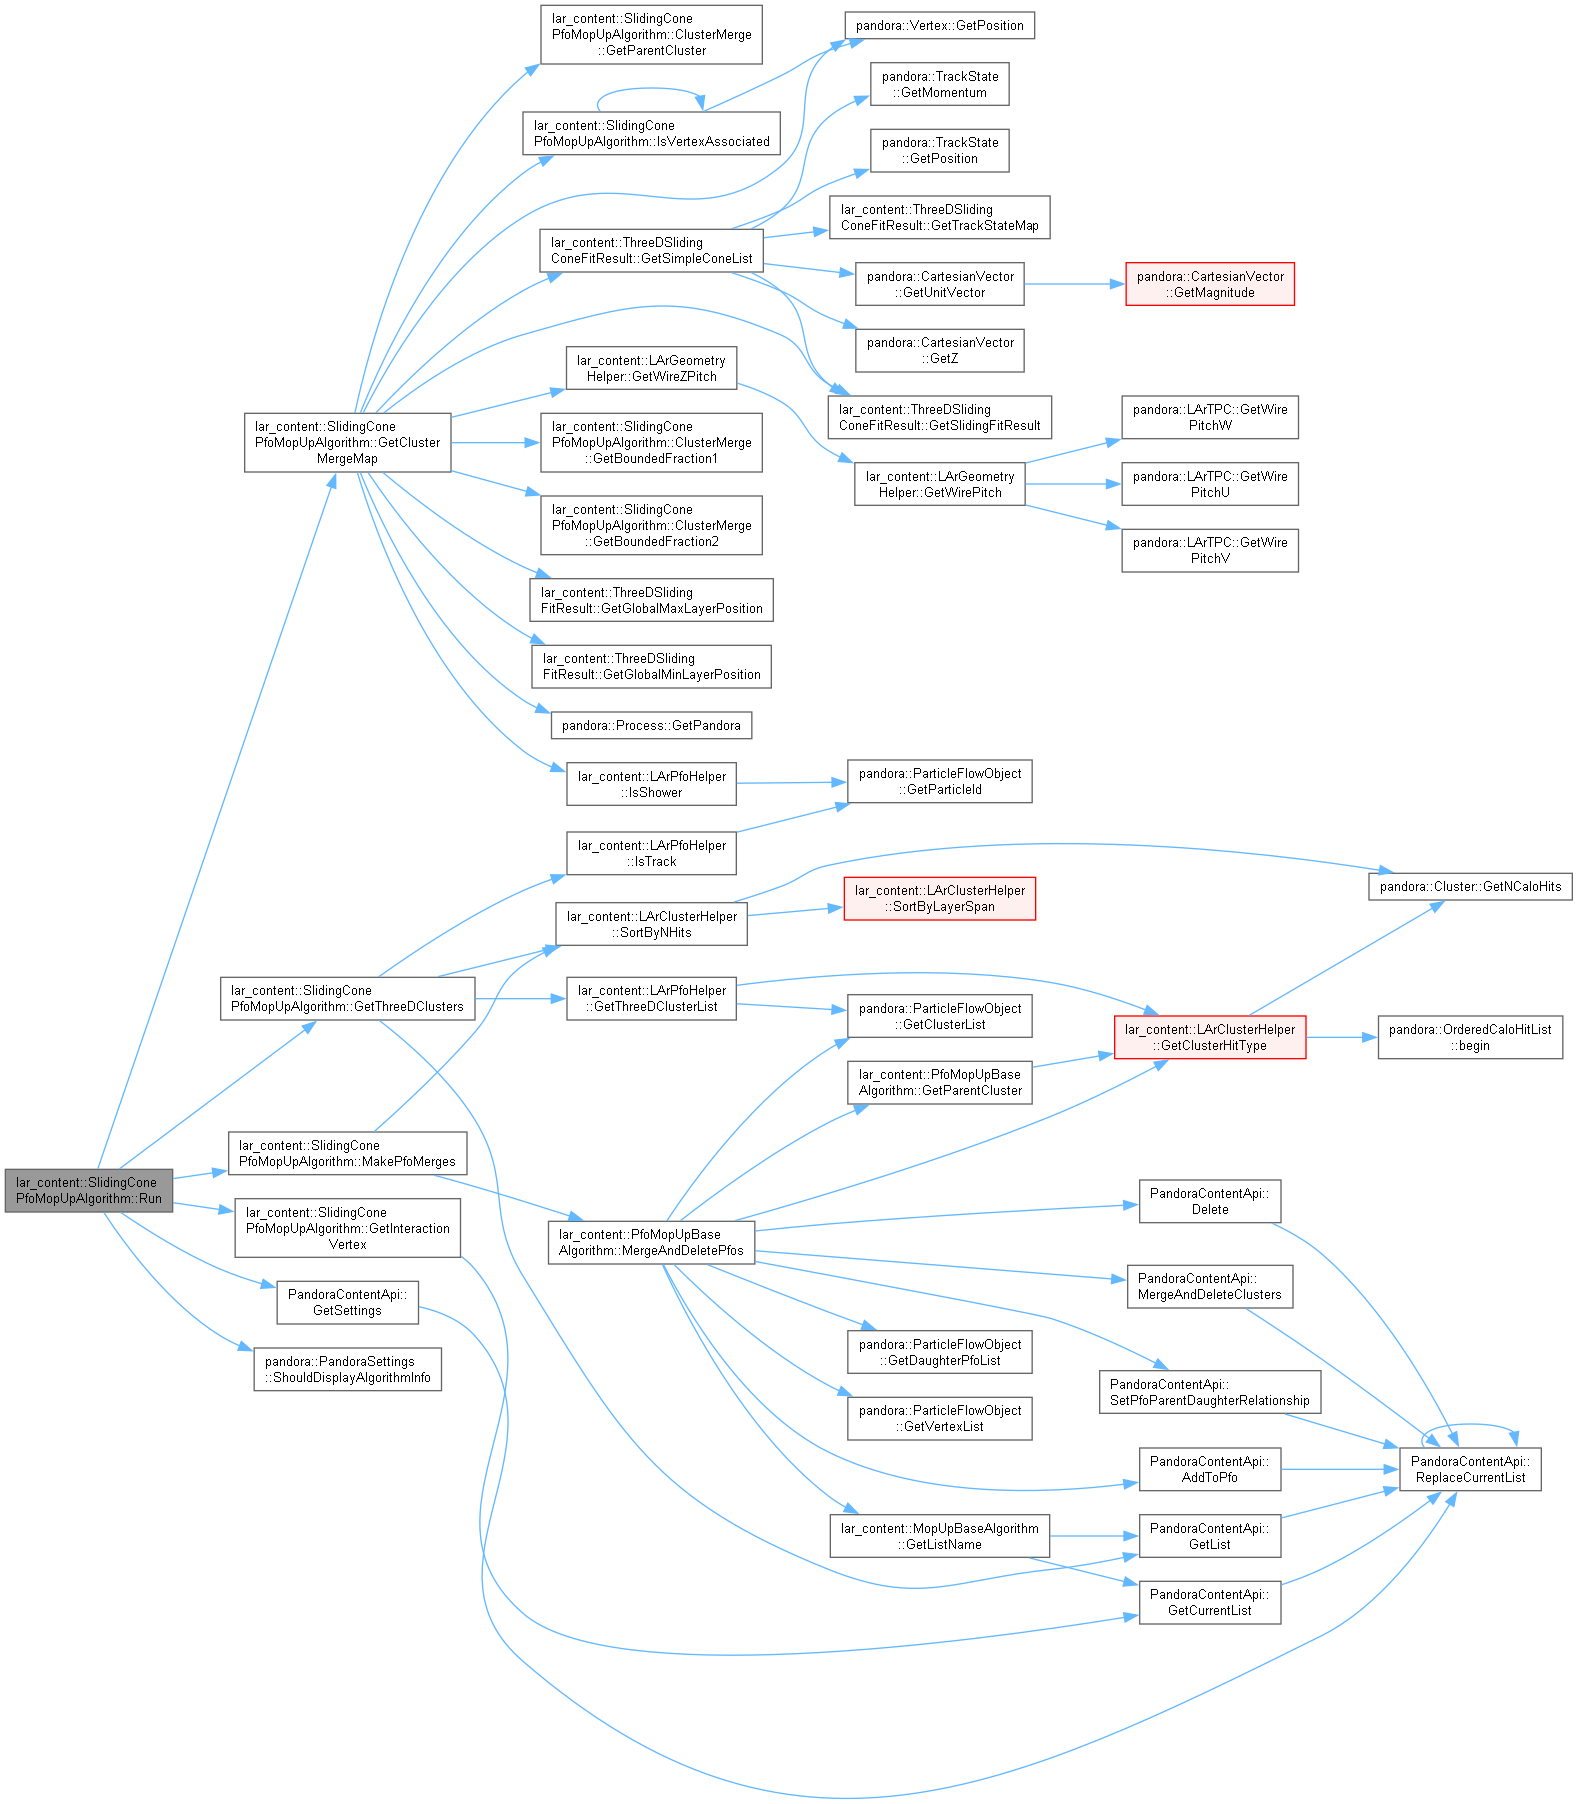 lar_content::SlidingCone
PfoMopUpAlgorithm::Run
lar_content::SlidingCone
PfoMopUpAlgorithm::GetCluster
MergeMap
lar_content::SlidingCone
PfoMopUpAlgorithm::GetThreeDClusters
lar_content::SlidingCone
PfoMopUpAlgorithm::MakePfoMerges
lar_content::SlidingCone
PfoMopUpAlgorithm::GetInteraction
Vertex
PandoraContentApi::
GetSettings
pandora::PandoraSettings
::ShouldDisplayAlgorithmInfo
lar_content::SlidingCone
PfoMopUpAlgorithm::ClusterMerge
::GetParentCluster
lar_content::SlidingCone
PfoMopUpAlgorithm::IsVertexAssociated
lar_content::ThreeDSliding
ConeFitResult::GetSimpleConeList
lar_content::LArGeometry
Helper::GetWireZPitch
lar_content::SlidingCone
PfoMopUpAlgorithm::ClusterMerge
::GetBoundedFraction1
lar_content::SlidingCone
PfoMopUpAlgorithm::ClusterMerge
::GetBoundedFraction2
lar_content::ThreeDSliding
FitResult::GetGlobalMaxLayerPosition
lar_content::ThreeDSliding
FitResult::GetGlobalMinLayerPosition
pandora::Process::GetPandora
lar_content::LArPfoHelper
::IsShower
lar_content::LArPfoHelper
::IsTrack
lar_content::LArClusterHelper
::SortByNHits
lar_content::LArPfoHelper
::GetThreeDClusterList
lar_content::PfoMopUpBase
Algorithm::MergeAndDeletePfos
pandora::Vertex::GetPosition
pandora::TrackState
::GetMomentum
pandora::TrackState
::GetPosition
lar_content::ThreeDSliding
ConeFitResult::GetTrackStateMap
pandora::CartesianVector
::GetUnitVector
pandora::CartesianVector
::GetZ
lar_content::ThreeDSliding
ConeFitResult::GetSlidingFitResult
lar_content::LArGeometry
Helper::GetWirePitch
pandora::ParticleFlowObject
::GetParticleId
lar_content::LArClusterHelper
::SortByLayerSpan
pandora::ParticleFlowObject
::GetClusterList
lar_content::PfoMopUpBase
Algorithm::GetParentCluster
pandora::ParticleFlowObject
::GetDaughterPfoList
pandora::ParticleFlowObject
::GetVertexList
lar_content::MopUpBaseAlgorithm
::GetListName
pandora::CartesianVector
::GetMagnitude
pandora::LArTPC::GetWire
PitchW
pandora::LArTPC::GetWire
PitchU
pandora::LArTPC::GetWire
PitchV
lar_content::LArClusterHelper
::GetClusterHitType
PandoraContentApi::
Delete
PandoraContentApi::
MergeAndDeleteClusters
PandoraContentApi::
SetPfoParentDaughterRelationship
PandoraContentApi::
AddToPfo
PandoraContentApi::
GetList
PandoraContentApi::
GetCurrentList
pandora::Cluster::GetNCaloHits
pandora::OrderedCaloHitList
::begin
PandoraContentApi::
ReplaceCurrentList